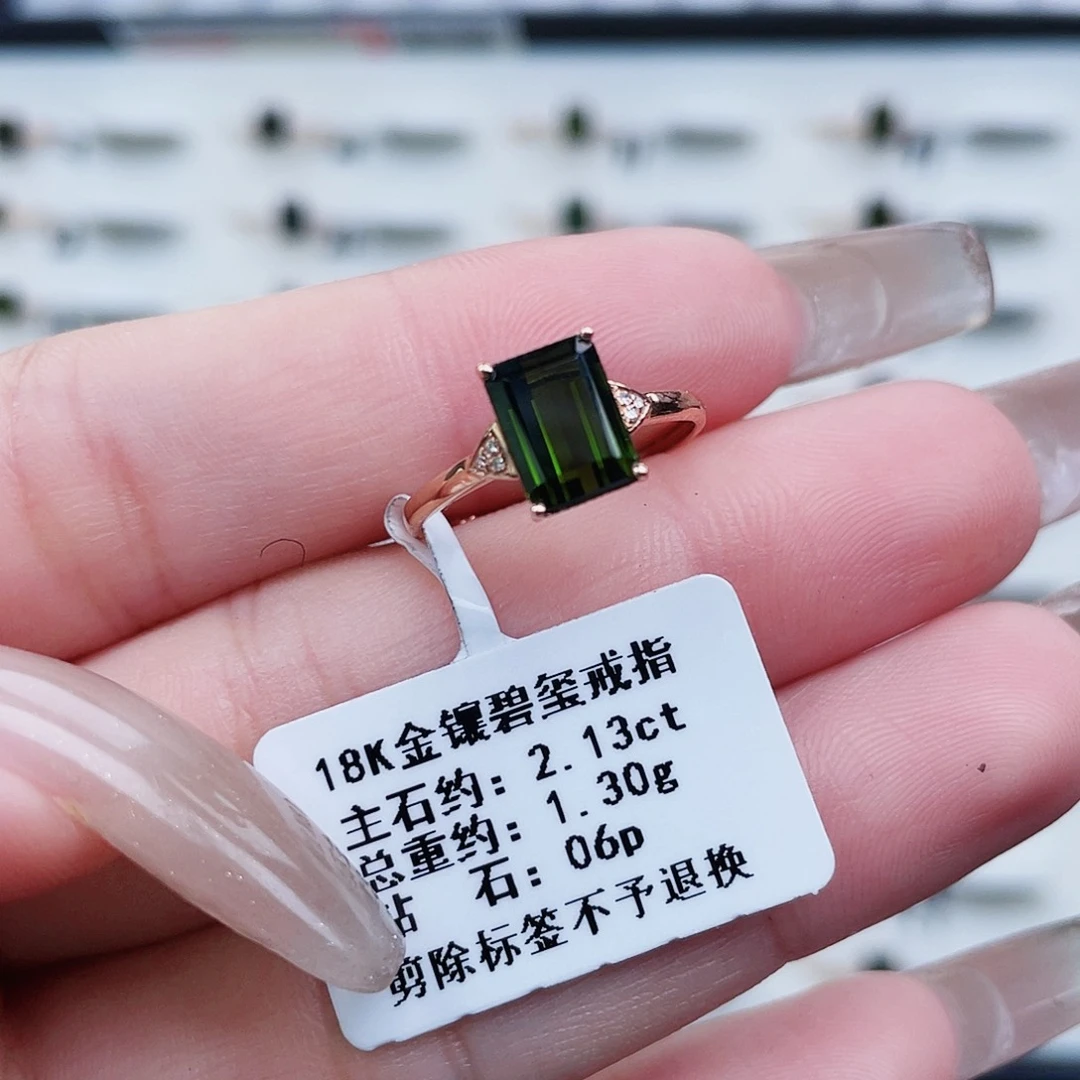 18K金镶碧玺戒指
主石约：2.13ct
总重约：1.30g
钻 石：06p
剪除标签不予退换